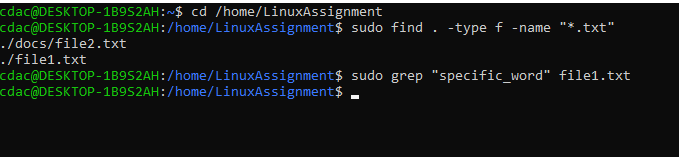 cdac@DESKTOP-1B9S2AH:~$ cd /home/LinuxAssignment
cdac@DESKTOP-1B9S2AH:/home/LinuxAssignment$ sudo find . -type f -name "*.txt"
./docs/file2.txt
./file1.txt
cdac@DESKTOP-1B9S2AH:/home/LinuxAssignment$ sudo grep "specific_word" file1.txt
cdac@DESKTOP-1B9S2AH:/home/LinuxAssignment$